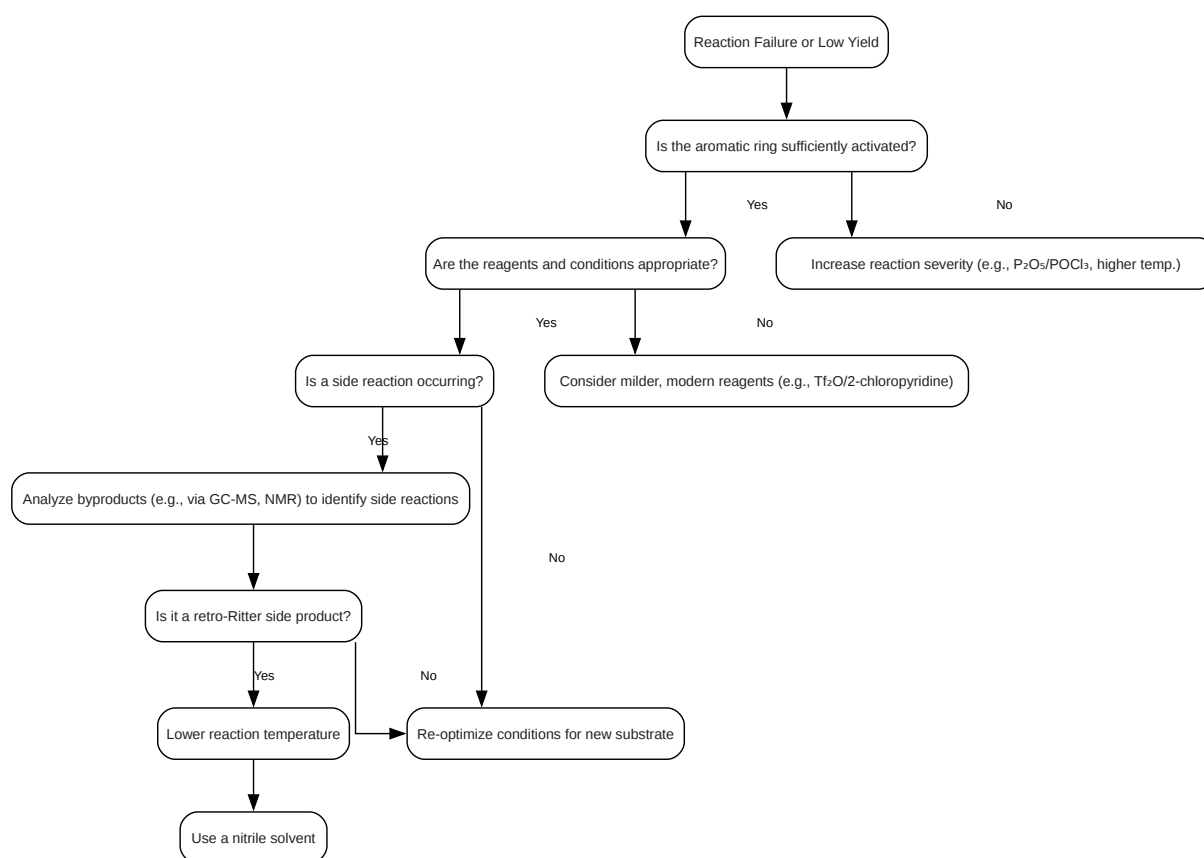 Reaction Failure or Low Yield
Is the aromatic ring sufficiently activated?
Yes
No
Are the reagents and conditions appropriate?
Increase reaction severity (e.g., P₂O₅/POCl₃, higher temp.)
Yes
No
Is a side reaction occurring?
Consider milder, modern reagents (e.g., Tf₂O/2-chloropyridine)
Yes
Analyze byproducts (e.g., via GC-MS, NMR) to identify side reactions
No
Is it a retro-Ritter side product?
Yes
No
Lower reaction temperature
Re-optimize conditions for new substrate
Use a nitrile solvent